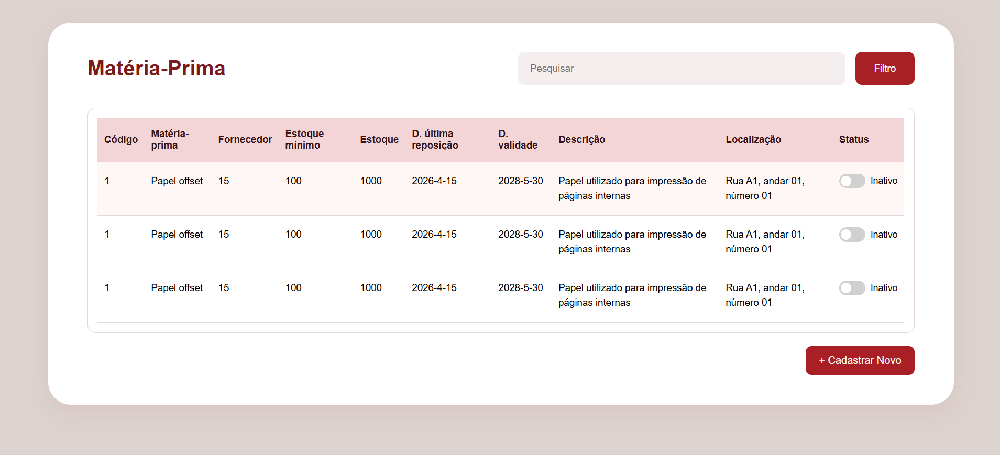 Matéria-Prima
Pesquisar
Filtro
Código Matéria-prima Fornecedor Estoque mínimo Estoque D. última reposição D. validade Descrição Localização Status
1 Papel offset 15 100 1000 2026-4-15 2028-5-30 Papel utilizado para impressão de Rua A1, andar 01, Inativo
páginas internas número 01
1 Papel offset 15 100 1000 2026-4-15 2028-5-30 Papel utilizado para impressão de Rua A1, andar 01, Inativo
páginas internas número 01
1 Papel offset 15 100 1000 2026-4-15 2028-5-30 Papel utilizado para impressão de Rua A1, andar 01, Inativo
páginas internas número 01
+ Cadastrar Novo